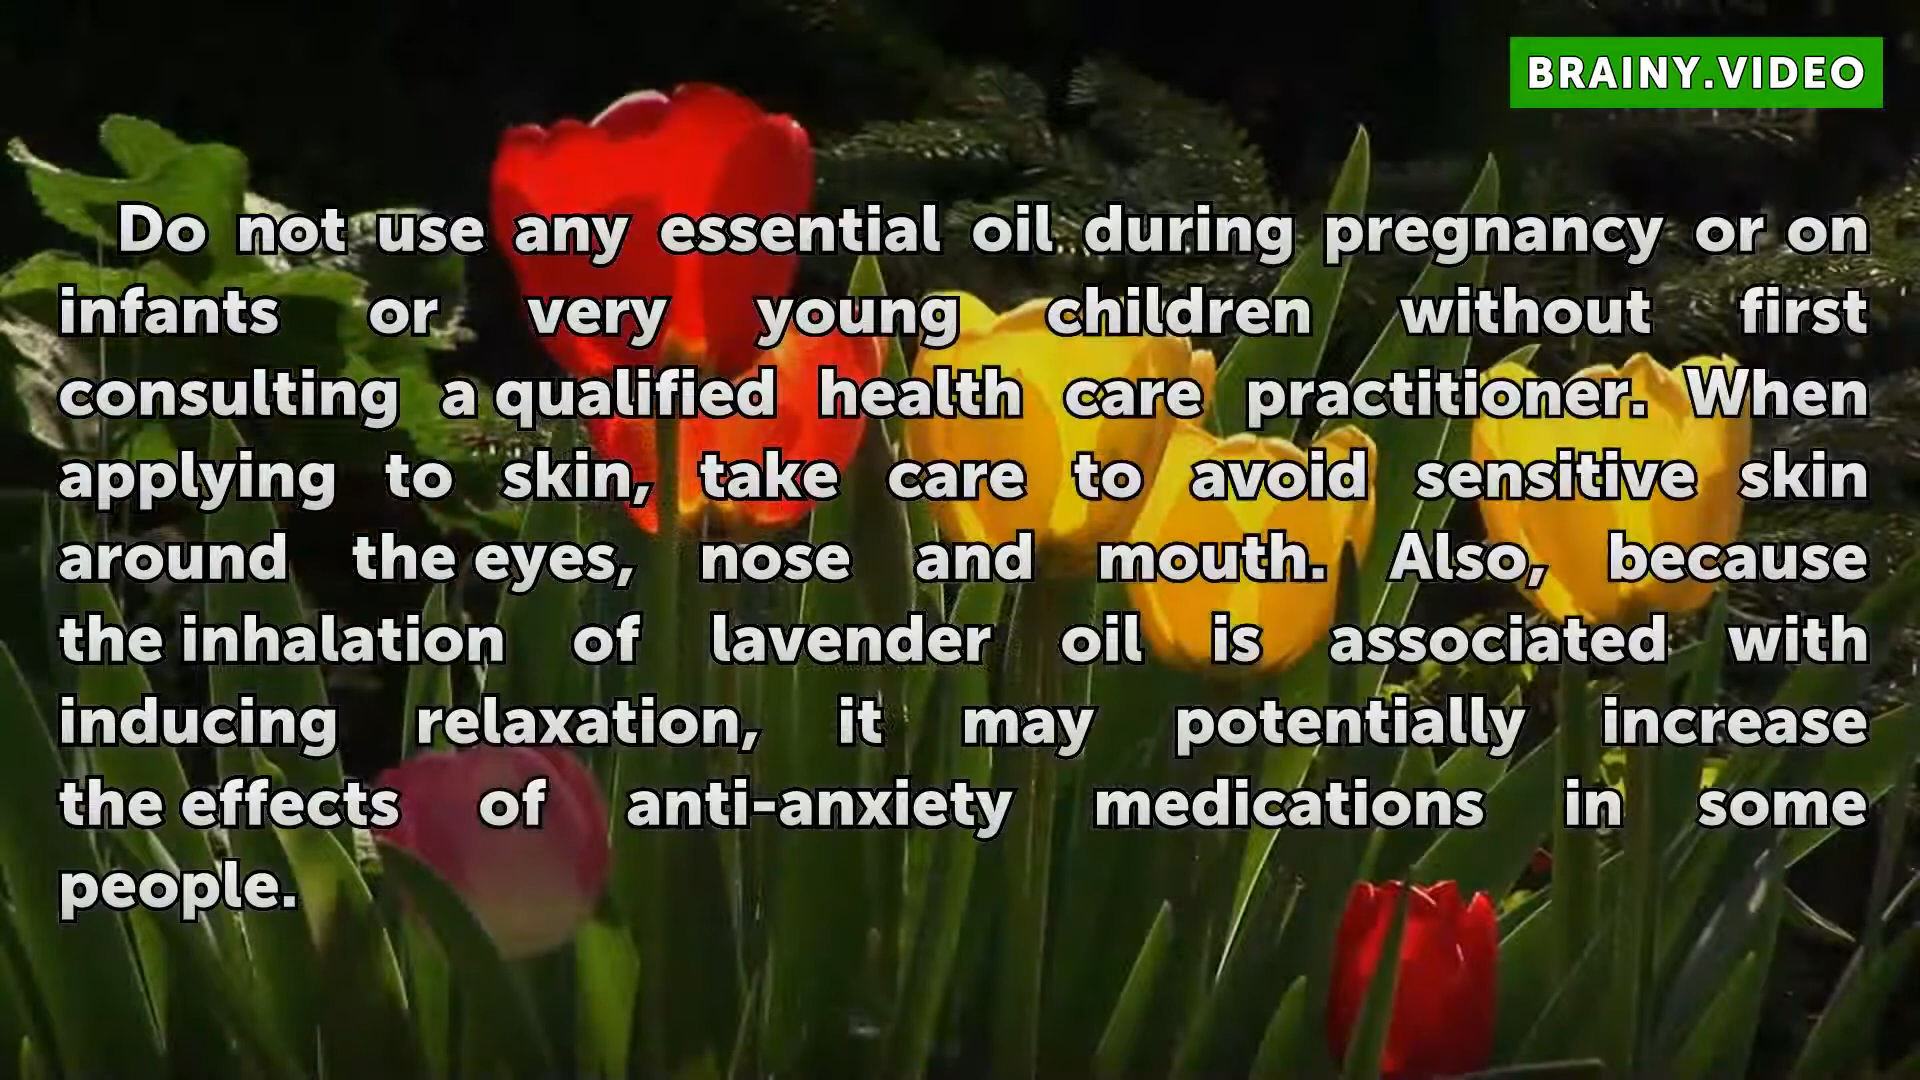 BRAINY.VIDEO
Do not use any essential oil during pregnancy or on
infants or very young children without first
consulting a qualified health care practitioner. When
applying to skin, take care to avoid sensitive skin
around the eyes, nose and mouth. Also, because
the inhalation of lavender oil is associated with
inducing relaxation, it may potentially increase
the effects of anti-anxiety medications in some
people.